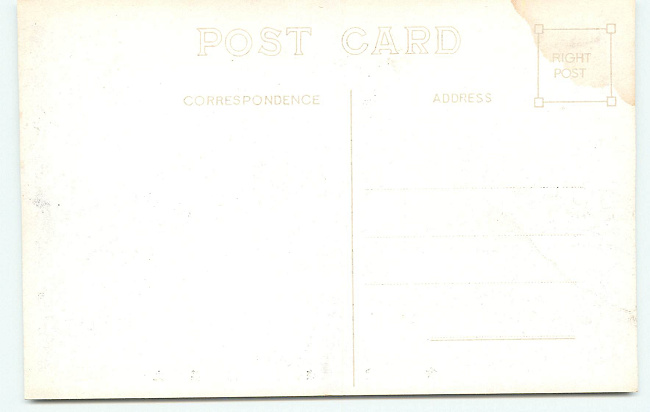 POST CARD
RIGHT
POST
CORRESPONDENCE
ADDRESS